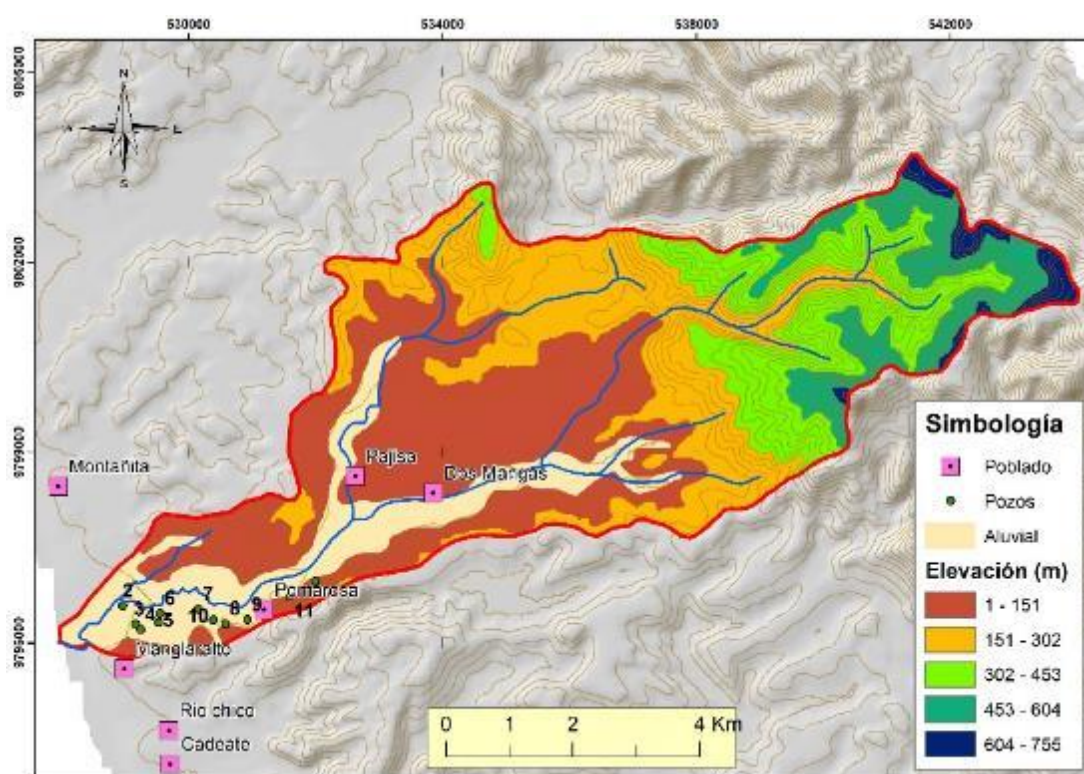 530000
534000
538000
542000
9805000
N
S
9802000
9799000
Montañita
Pajisa
Dos Mangas
2
3
4
5
6
7
8
9
10
11
Pomarosa
Manglaralto
Rio chico
Cadeate
Simbología
Poblado
Pozos
Aluvial
Elevación (m)
1 - 151
151 - 302
302 - 453
453 - 604
604 - 755
0 1 2 4 Km